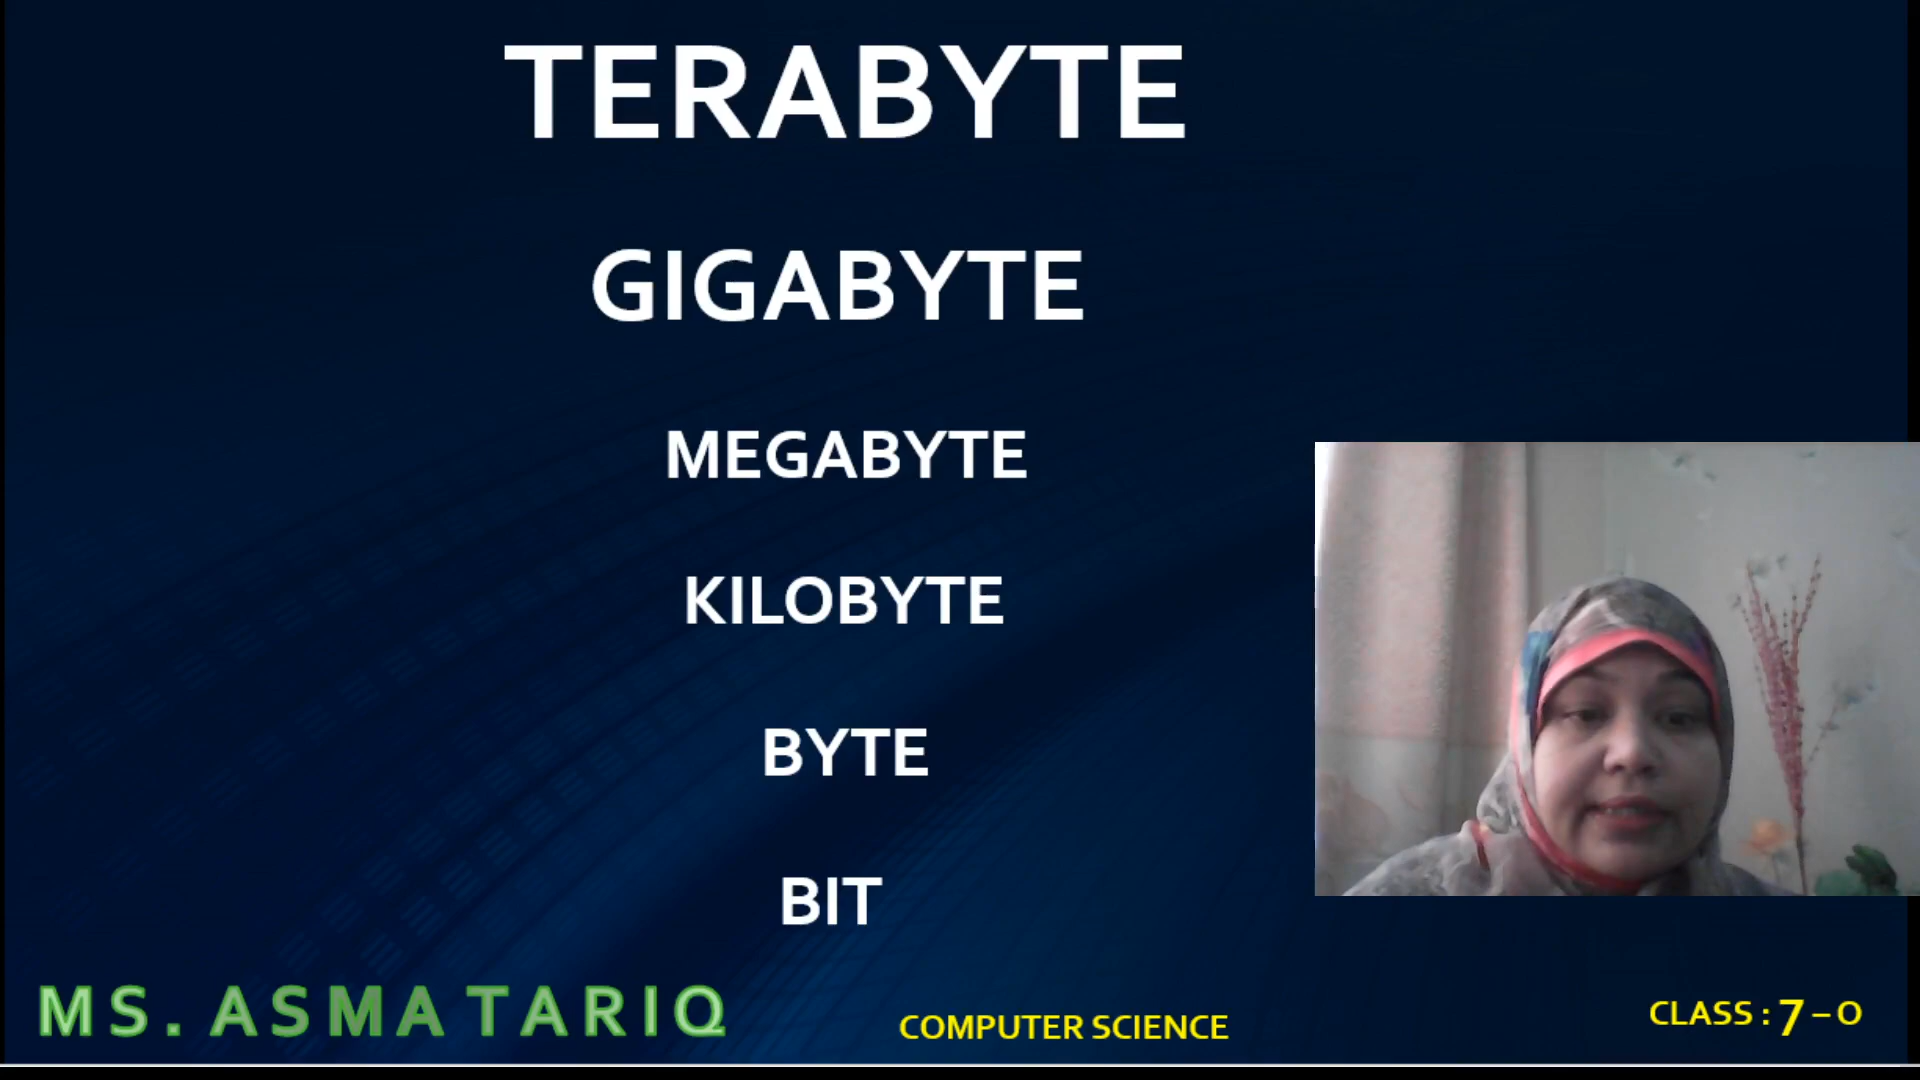 TERABYTE
GIGABYTE
MEGABYTE
KILOBYTE
BYTE
BIT
MS. ASMA TARIQ
COMPUTER SCIENCE
CLASS : 7 – O